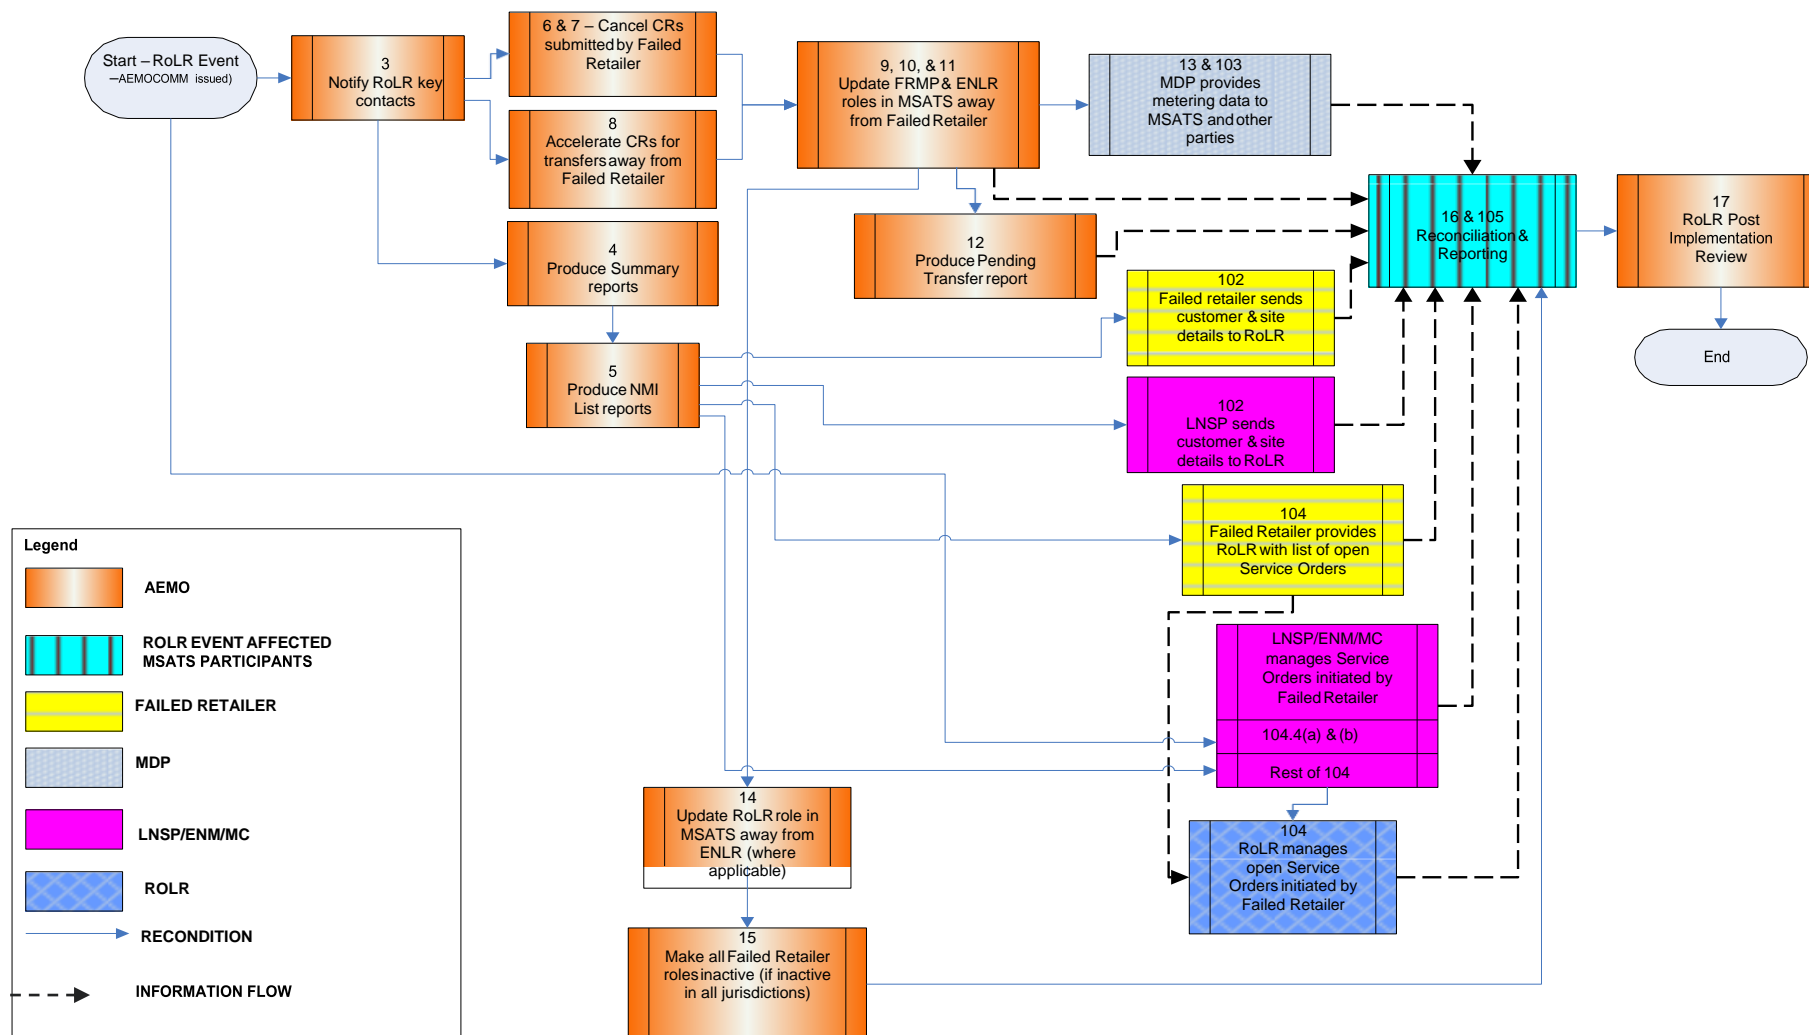 Start – RoLR Event
–AEMOCOMM issued)
3
Notify RoLR key
contacts
6 & 7 – Cancel CRs
submitted by Failed
Retailer
8
Accelerate CRs for
transfers away from
Failed Retailer
4
Produce Summary
reports
5
Produce NMI
List reports
9, 10, & 11
Update FRMP & ENLR
roles in MSATS away
from Failed Retailer
12
Produce Pending
Transfer report
13 & 103
MDP provides
metering data to
MSATS and other
parties
16 & 105
Reconciliation &
Reporting
17
RoLR Post
Implementation
Review
End
102
Failed retailer sends
customer & site
details to RoLR
102
LNSP sends
customer & site
details to RoLR
104
Failed Retailer provides
RoLR with list of open
Service Orders
LNSP/ENM/MC
manages Service
Orders initiated by
Failed Retailer
104.4(a) & (b)
Rest of 104
104
RoLR manages
open Service
Orders initiated by
Failed Retailer
14
Update RoLR role in
MSATS away from
ENLR (where
applicable)
15
Make all Failed Retailer
roles inactive (if inactive
in all jurisdictions)
Legend
AEMO
ROLR EVENT AFFECTED
MSATS PARTICIPANTS
FAILED RETAILER
MDP
LNSP/ENM/MC
ROLR
RECONDITION
INFORMATION FLOW